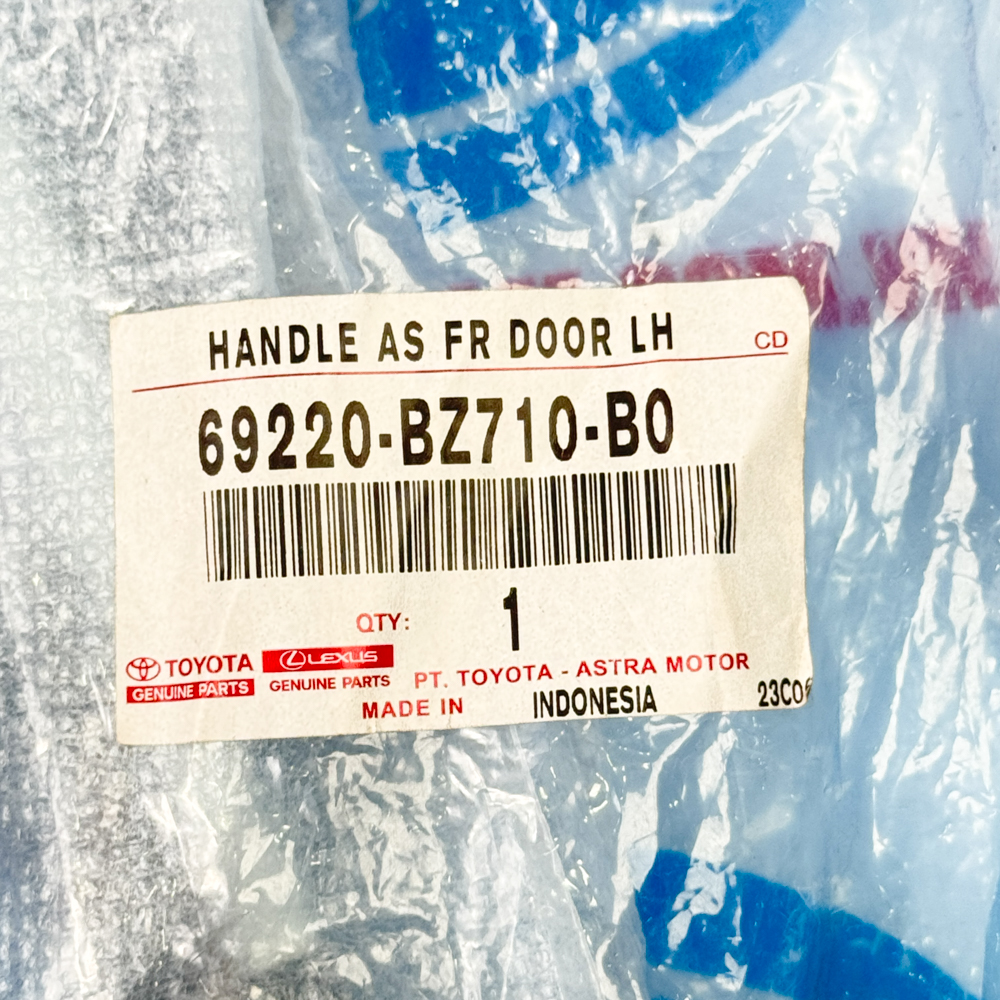 HANDLE AS FR DOOR LH
CD
69220-BZ710-B0
QTY: 1
TOYOTA
GENUINE PARTS
LEXUS
GENUINE PARTS
PT. TOYOTA - ASTRA MOTOR
MADE IN INDONESIA